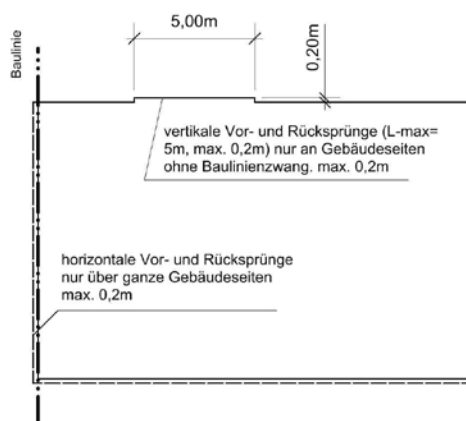 5,00m
0,20m
Baulinie
vertikale Vor- und Rücksprünge (L-max=
5m, max. 0,2m) nur an Gebäudeseiten
ohne Baulinienzwang. max. 0,2m
horizontale Vor- und Rücksprünge
nur über ganze Gebäudeseiten
max. 0,2m